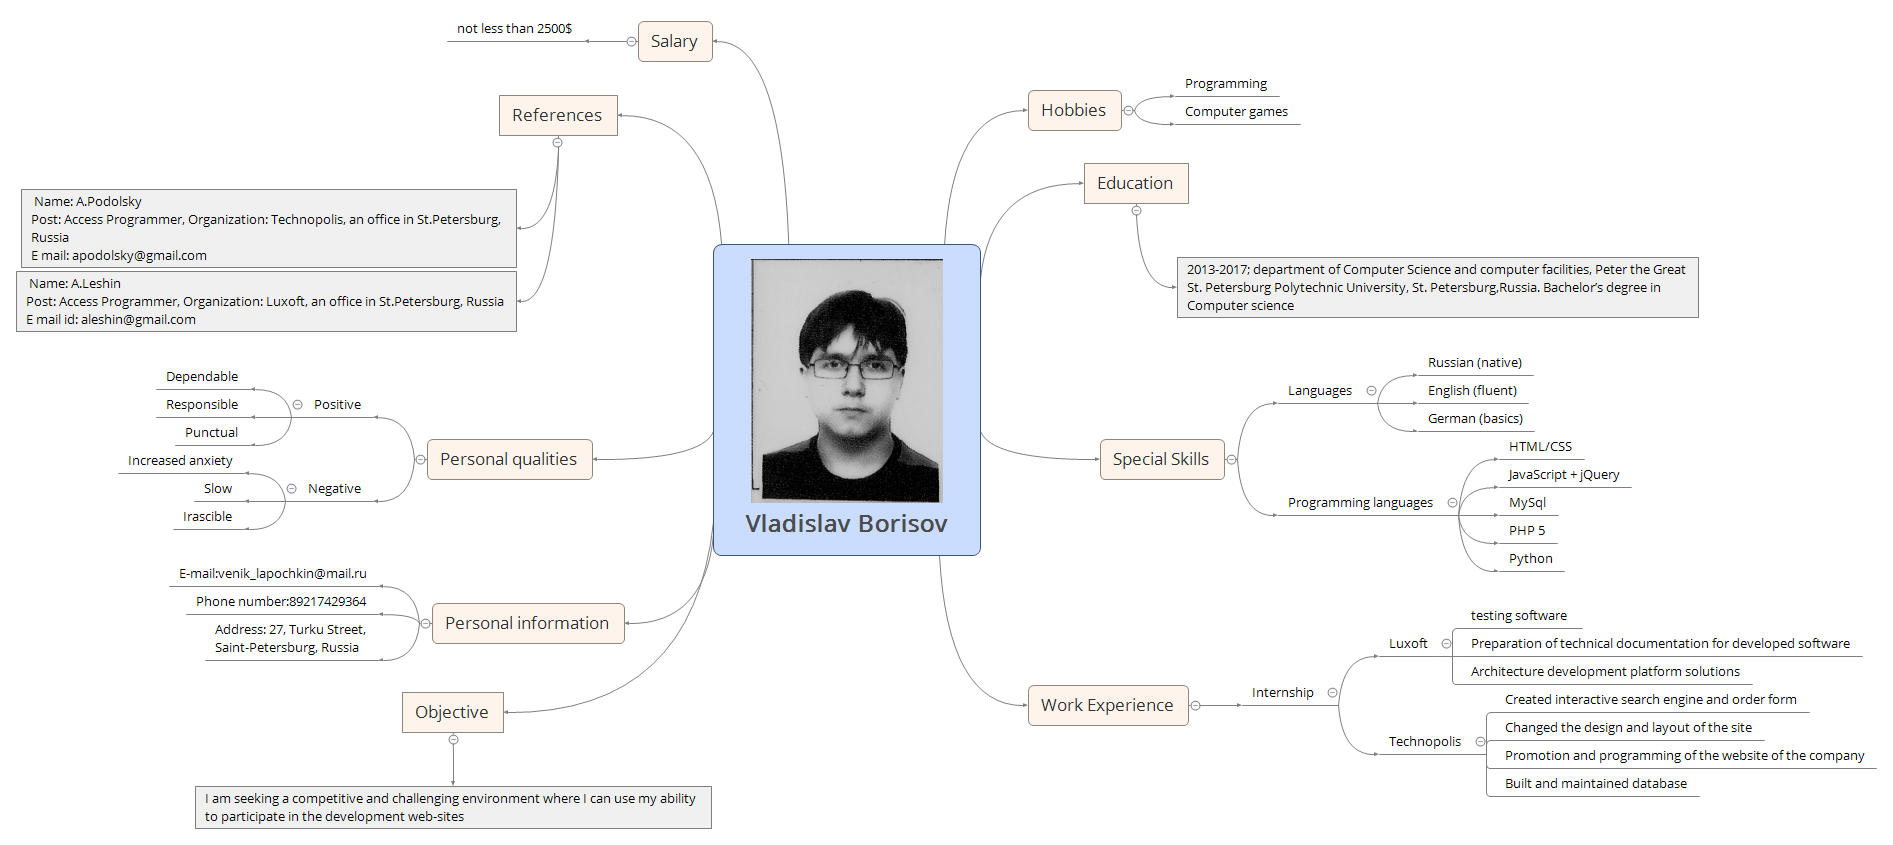 not less than 2500$
Salary
References
Name: A.Podolsky
Post: Access Programmer, Organization: Technopolis, an office in St.Petersburg,
Russia
E mail: apodolsky@gmail.com
Name: A.Leshin
Post: Access Programmer, Organization: Luxoft, an office in St.Petersburg, Russia
E mail id: aleshin@gmail.com
Dependable
Responsible
Punctual
Positive
Increased anxiety
Slow
Irascible
Negative
Personal qualities
E-mail:venik_lapochkin@mail.ru
Phone number:89217429364
Address: 27, Turku Street,
Saint-Petersburg, Russia
Personal information
Objective
I am seeking a competitive and challenging environment where I can use my ability
to participate in the development web-sites
Vladislav Borisov
Hobbies
Programming
Computer games
Education
2013-2017; department of Computer Science and computer facilities, Peter the Great
St. Petersburg Polytechnic University, St. Petersburg,Russia. Bachelor’s degree in
Computer science
Special Skills
Languages
Russian (native)
English (fluent)
German (basics)
Programming languages
HTML/CSS
JavaScript + jQuery
MySql
PHP 5
Python
Work Experience
Internship
Luxoft
testing software
Preparation of technical documentation for developed software
Architecture development platform solutions
Technopolis
Created interactive search engine and order form
Changed the design and layout of the site
Promotion and programming of the website of the company
Built and maintained database